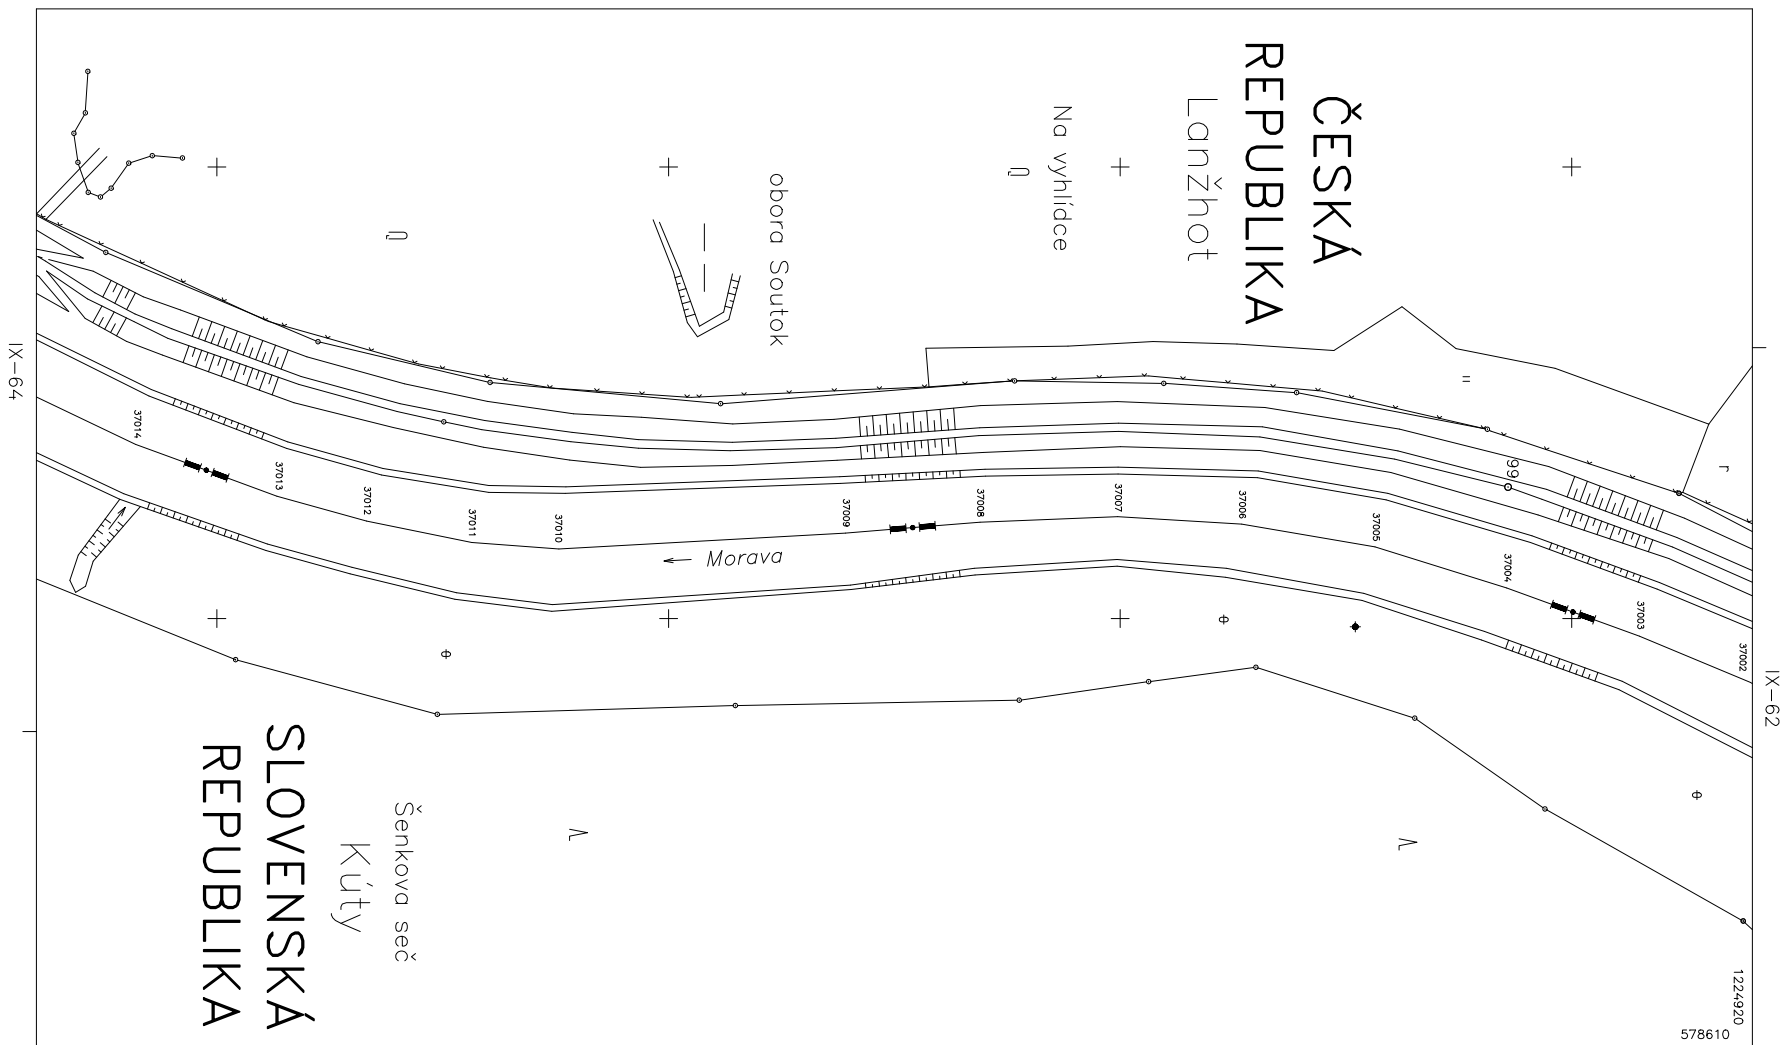 ČESKÁ
REPUBLIKA
Lanžhot
Na vyhlídce
obora Soutok
IX-64
IX-62
99
37014
37013
37012
37011
37010
37009
37008
37007
37006
37005
37004
37003
37002
Morava
Šenkova seč
Kúty
SLOVENSKÁ
REPUBLIKA
1224920
578610